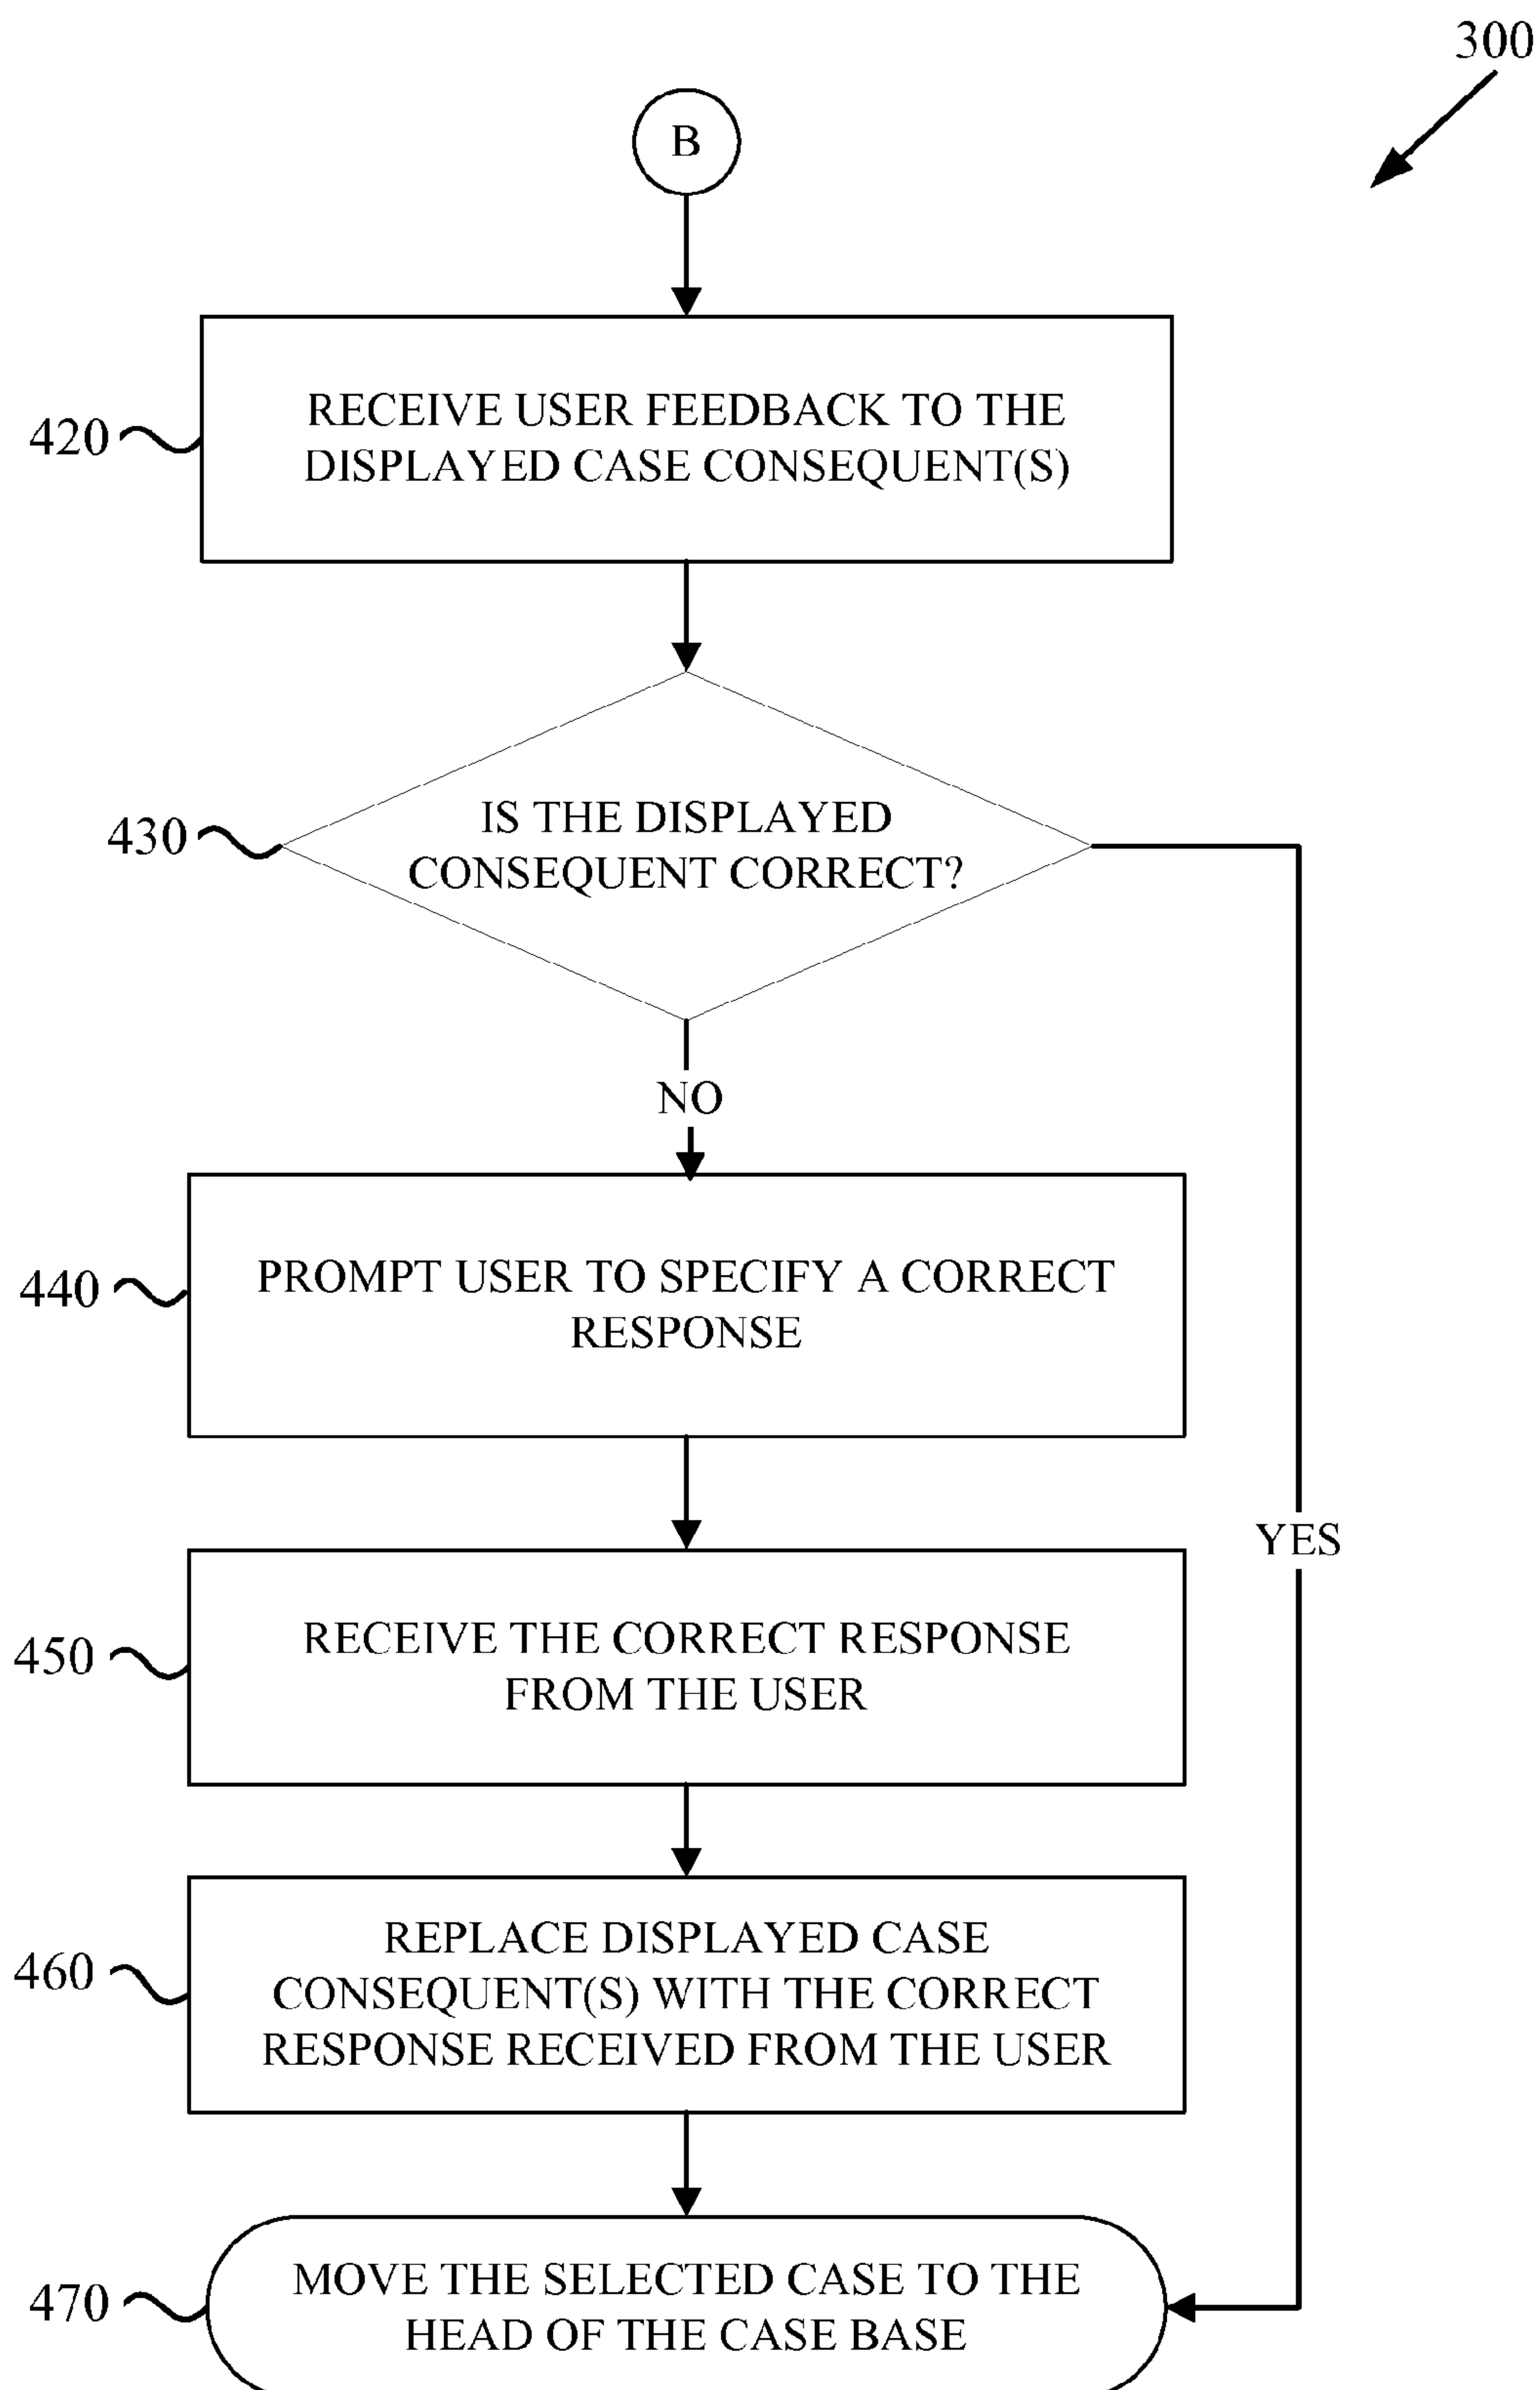 300
B
420
RECEIVE USER FEEDBACK TO THE
DISPLAYED CASE CONSEQUENT(S)
430
IS THE DISPLAYED
CONSEQUENT CORRECT?
NO
440
PROMPT USER TO SPECIFY A CORRECT
RESPONSE
YES
450
RECEIVE THE CORRECT RESPONSE
FROM THE USER
460
REPLACE DISPLAYED CASE
CONSEQUENT(S) WITH THE CORRECT
RESPONSE RECEIVED FROM THE USER
470
MOVE THE SELECTED CASE TO THE
HEAD OF THE CASE BASE